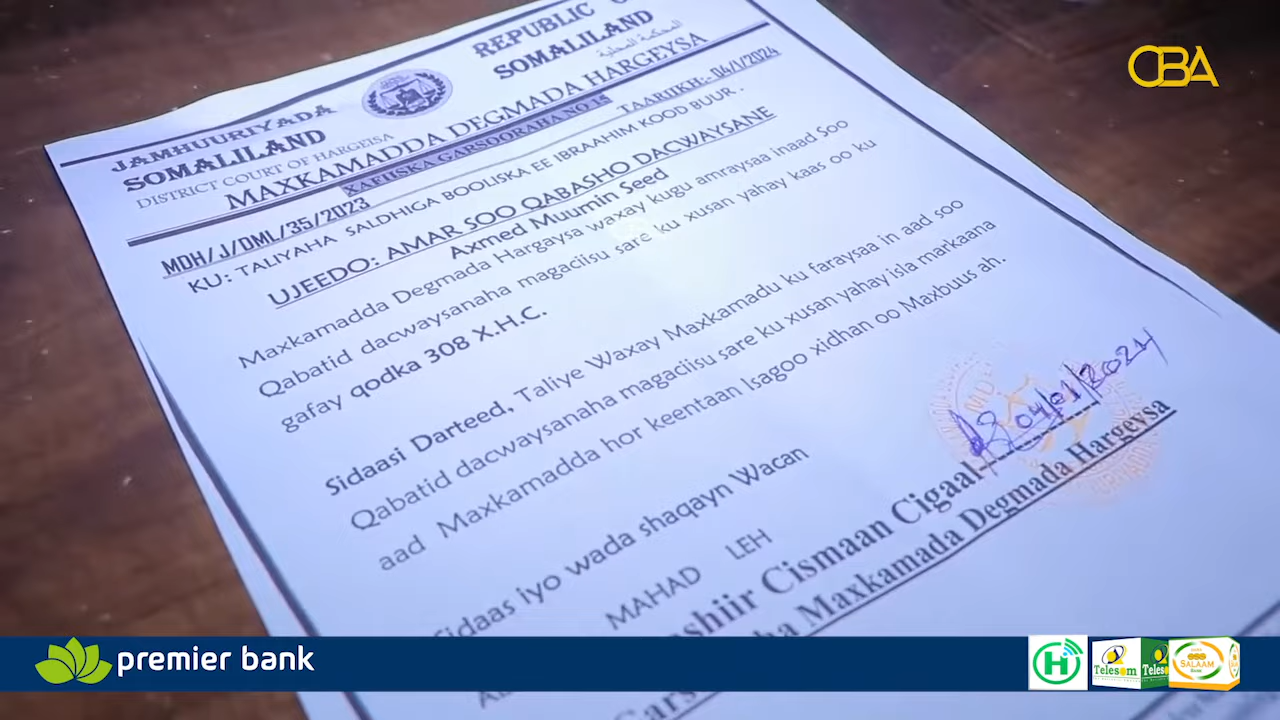 CBA
JAMHUURIYADA
SOMALILAND
REPUBLIC
SOMALILAND
المحكمة المحلية
DISTRICT COURT OF HARGEISA
MAXKAMADDA DEGMADA HARGEYSA
XAFIISKA GARSOORAHA NO 15
MDH/J/DML/35/2023
TAARIKH:- 04/1/2024
KU: TALIYAHA SALDHIGA BOOLISKA EE IBRAAHIM KOOD BUUR .
UJEEDO: AMAR SOO QABASHO DACWAYSANE
Axmed Muumin Seed
Maxkamadda Degmada Hargaysa waxay kugu amraysaa inaad Soo
Qabatid dacwaysanaha magaciisu sare ku xusan yahay kaas oo ku
gafay qodka 308 X.H.C.
Sidaasi Darteed, Taliye Waxay Maxkamadu ku faraysaa in aad soo
Qabatid dacwaysanaha magaciisu sare ku xusan yahay isla markaana
aad Maxkamadda hor keentaan Isagoo xidhan oo Maxbuus ah.
Sidaas iyo wada shaqayn Wacan
MAHAD LEH
04/01/2024
shiir Cismaan Cigaal
Maxkamada Degmada Hargeysa
premier bank
H
Telesom
SALAAM